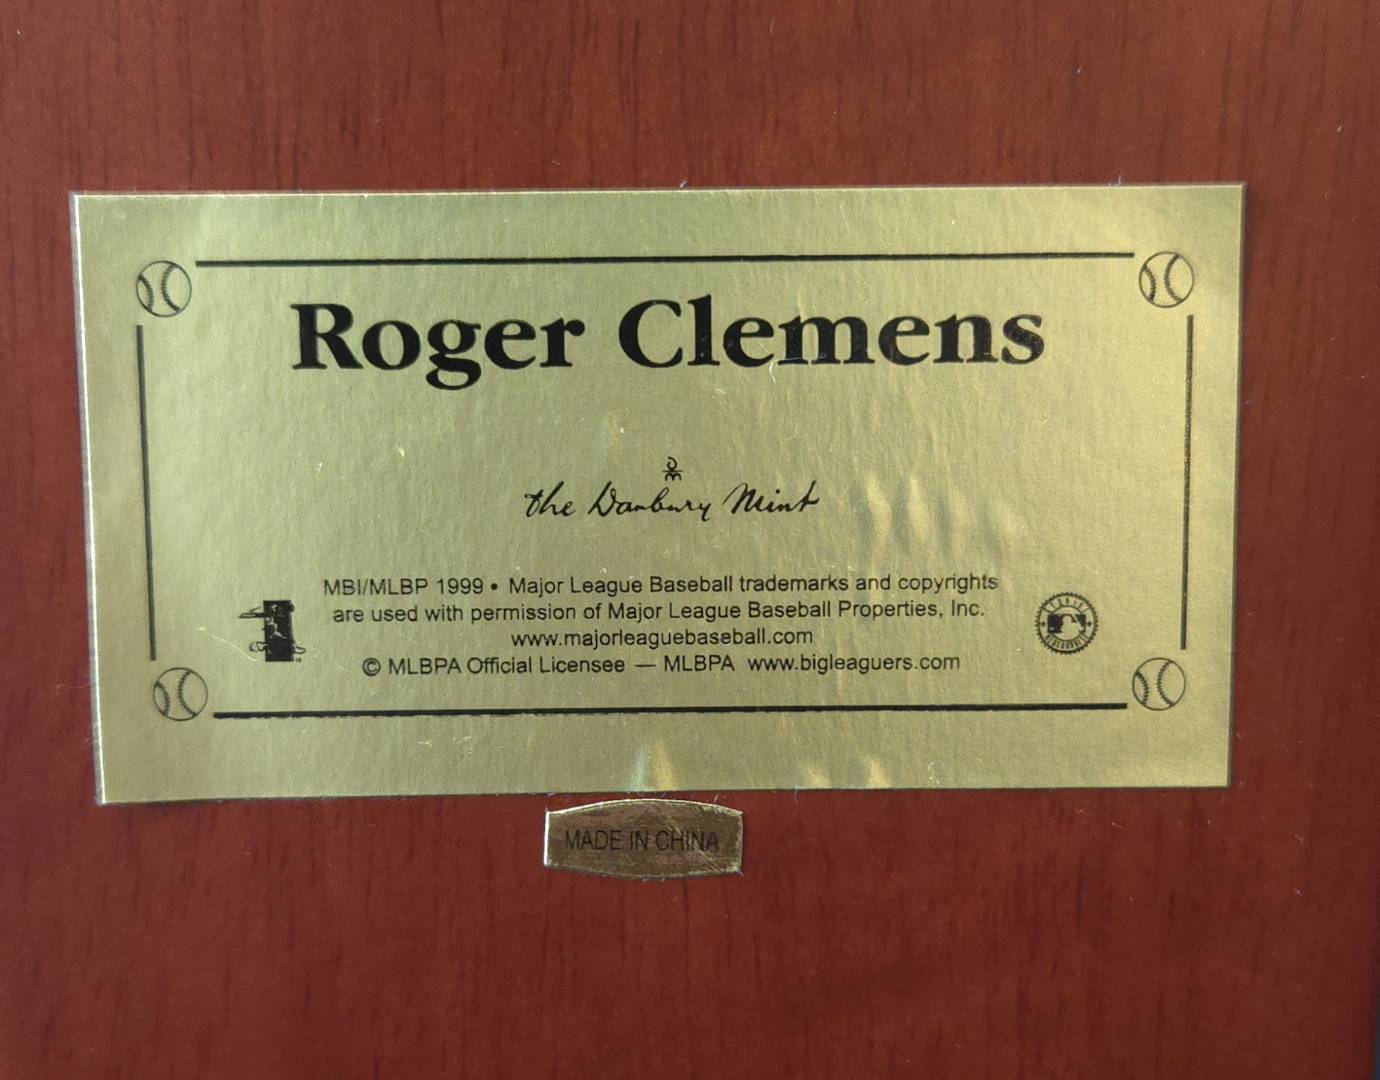 Roger Clemens
the Danbury Mint
MBI/MLBP 1999 • Major League Baseball trademarks and copyrights
are used with permission of Major League Baseball Properties, Inc.
www.majorleaguebaseball.com
© MLBPA Official Licensee — MLBPA www.bigleaguers.com
MADE IN CHINA